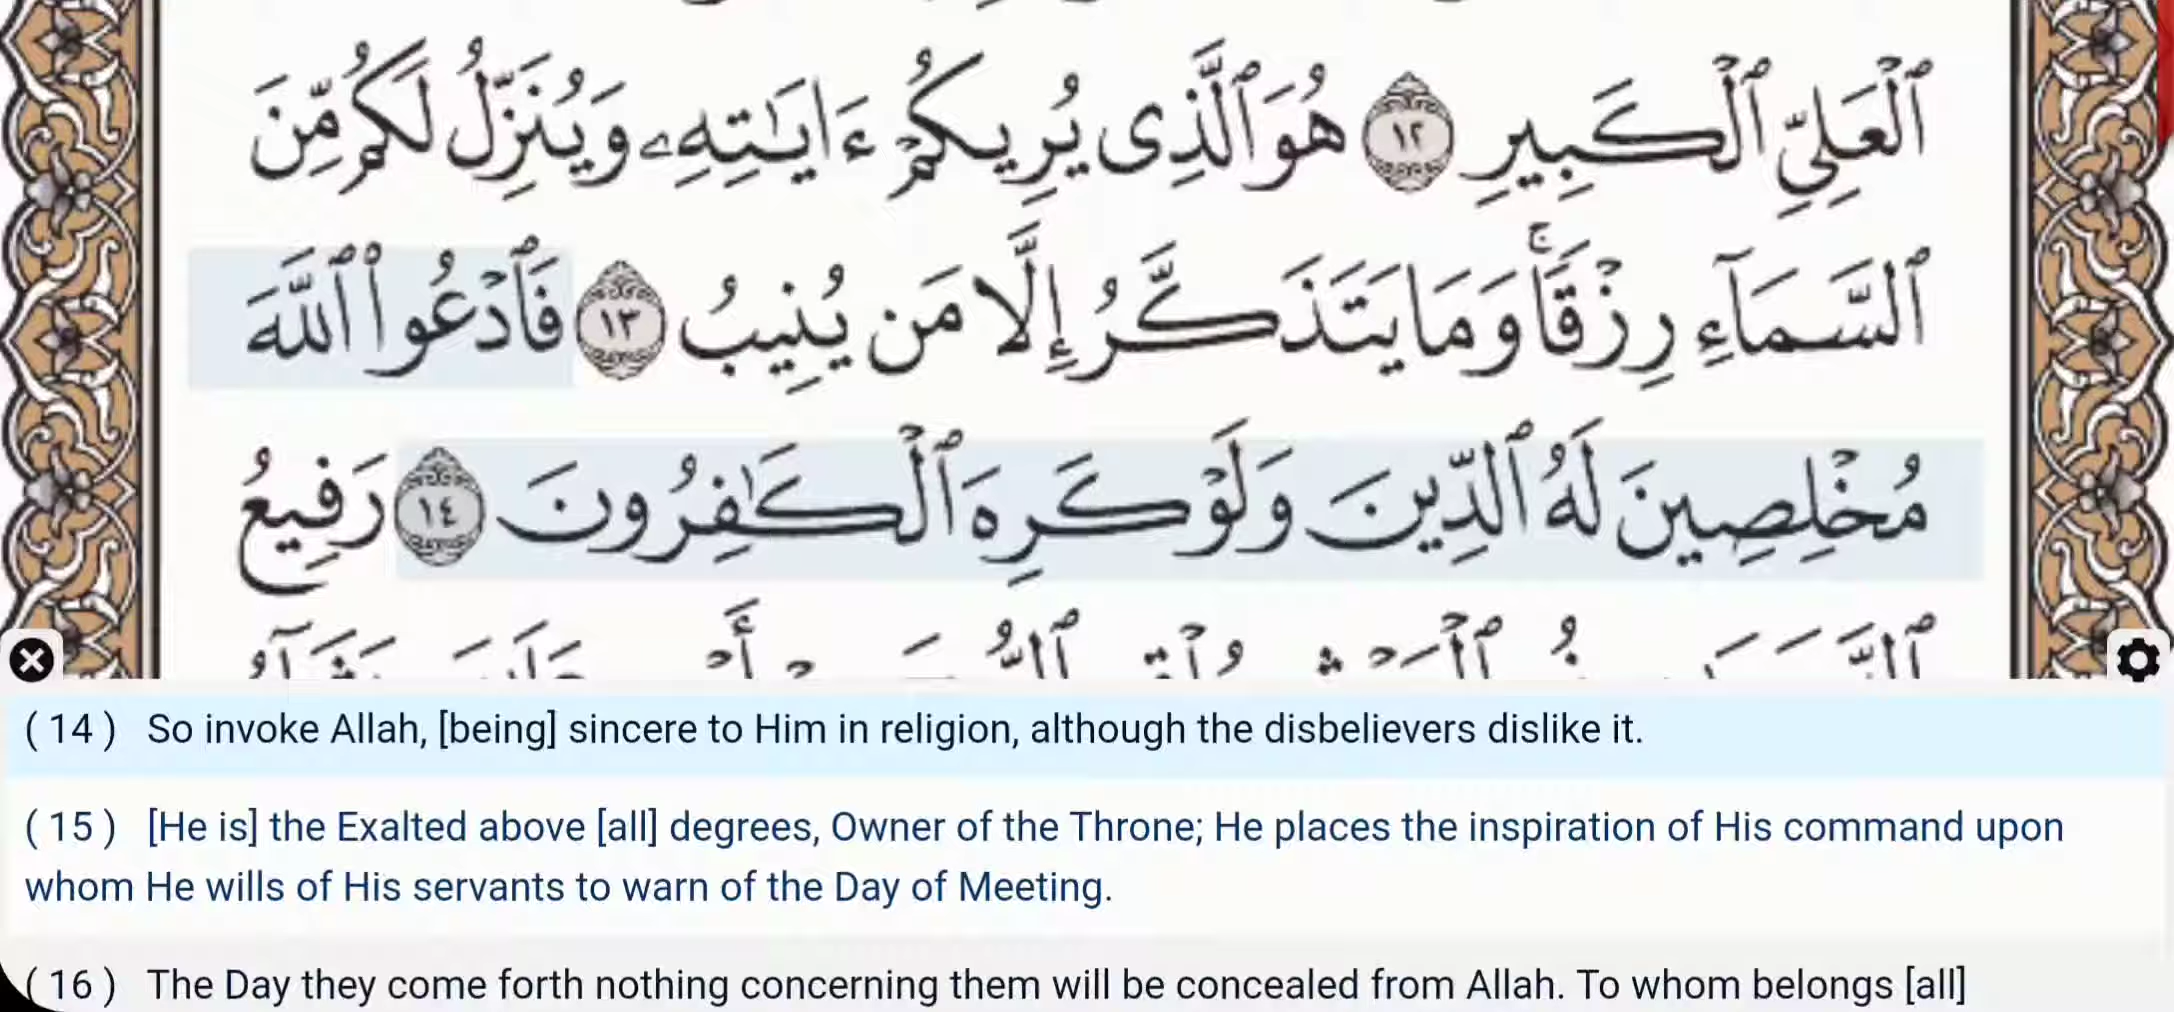 ٱلْعَلِىِّ ٱلْكَبِيرِ ١٢ هُوَ ٱلَّذِى يُرِيكُمْ ءَايَـٰتِهِۦ وَيُنَزِّلُ لَكُم مِّنَ
ٱلسَّمَآءِ رِزْقًا ۚ وَمَا يَتَذَكَّرُ إِلَّا مَن يُنِيبُ ١٣ فَٱدْعُوا۟ ٱللَّهَ
مُخْلِصِينَ لَهُ ٱلدِّينَ وَلَوْ كَرِهَ ٱلْكَـٰفِرُونَ ١٤ رَفِيعُ
(14) So invoke Allah, [being] sincere to Him in religion, although the disbelievers dislike it.
(15) [He is] the Exalted above [all] degrees, Owner of the Throne; He places the inspiration of His command upon
whom He wills of His servants to warn of the Day of Meeting.
(16) The Day they come forth nothing concerning them will be concealed from Allah. To whom belongs [all]